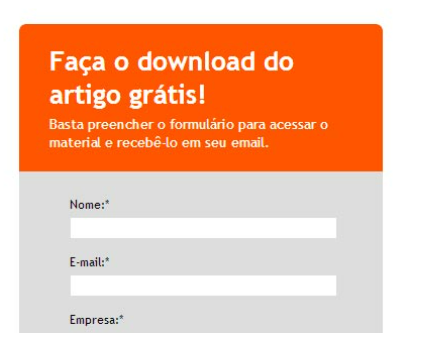 Faça o download do
artigo grátis!
Basta preencher o formulário para acessar o
material e recebê-lo em seu email.
Nome:*
E-mail:*
Empresa:*